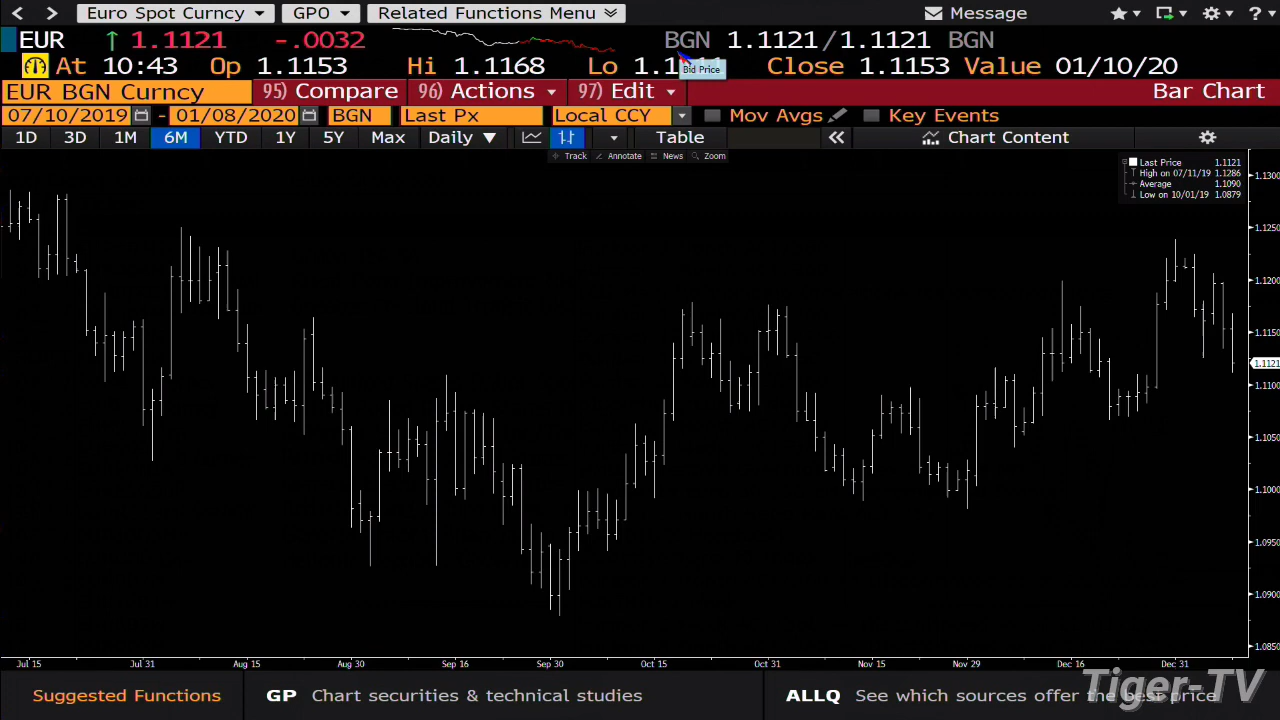 Euro Spot Curncy GPO Related Functions Menu Message
EUR ↑ 1.1121 -.0032 BGN 1.1121/1.1121 BGN
At 10:43 Op 1.1153 Hi 1.1168 Lo Close 1.1153 Value 01/10/20
Bid Price
EUR BGN Curncy 95) Compare 96) Actions 97) Edit Bar Chart
07/10/2019 - 01/08/2020 BGN Last Px Local CCY Mov Avgs Key Events
1D 3D 1M 6M YTD 1Y 5Y Max Daily ▼ Table « Chart Content
Track Annotate News Zoom
Last Price 1.1121
High on 07/11/19 1.1286
Average 1.1090
Low on 10/01/19 1.0879
1.1300
1.1250
1.1200
1.1150
1.1121
1.1100
1.1050
1.1000
1.0950
1.0900
1.0850
Jul 15 Jul 31 Aug 15 Aug 30 Sep 16 Sep 30 Oct 15 Oct 31 Nov 15 Nov 29 Dec 16 Dec 31
Suggested Functions GP Chart securities & technical studies ALLQ See which sources offer the best price
Tiger-TV